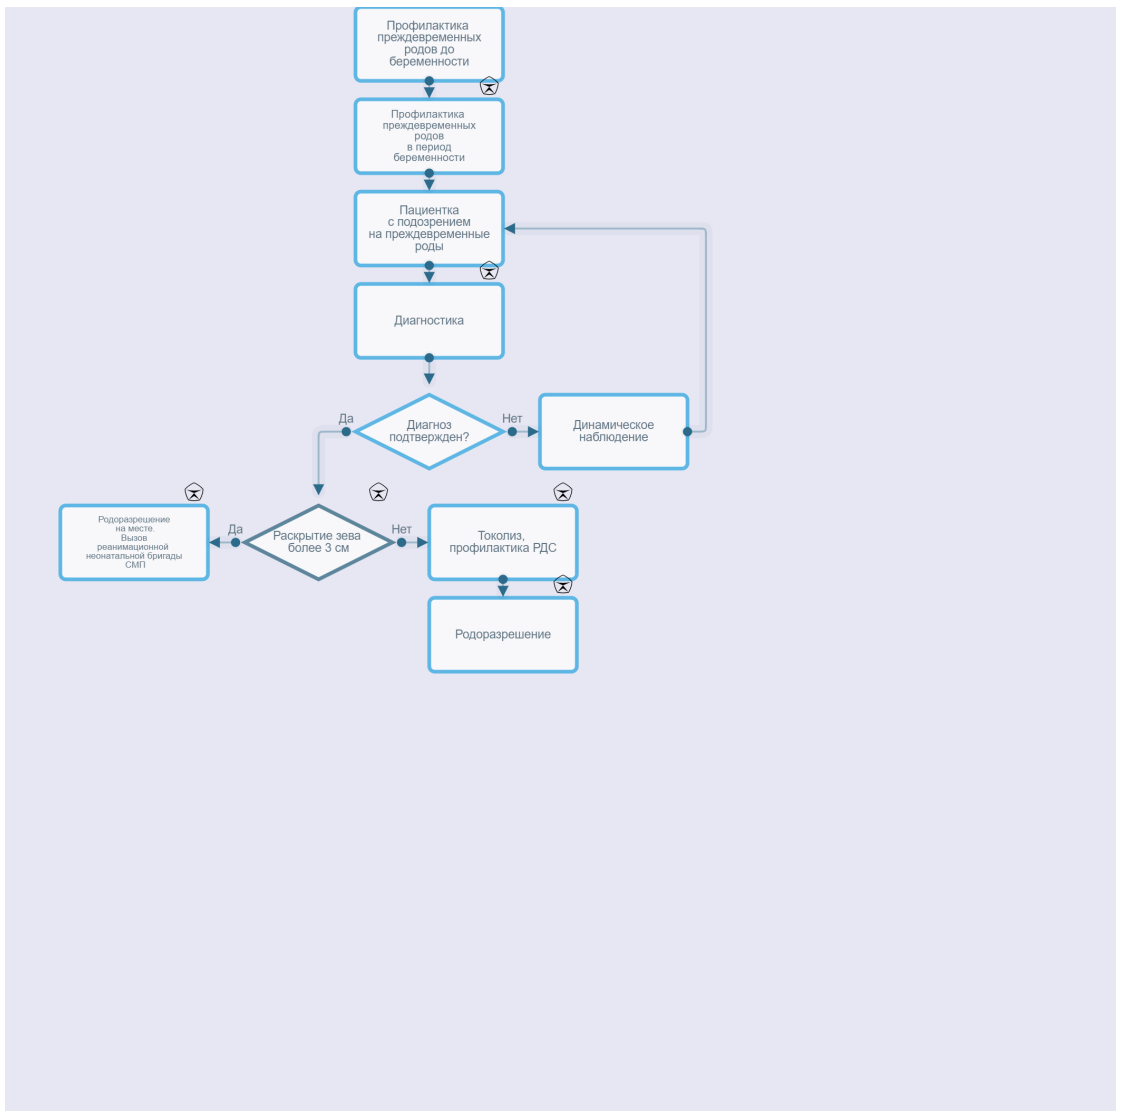 Профилактика
преждевременных
родов до
беременности
Профилактика
преждевременных
родов
в период
беременности
Пациентка
с подозрением
на преждевременные
роды
Диагностика
Диагноз
подтвержден?
Да
Нет
Динамическое
наблюдение
Раскрытие зева
более 3 см
Да
Нет
Родоразрешение
на месте.
Вызов
реанимационной
неонатальной бригады
СМП
Токолиз,
профилактика РДС
Родоразрешение